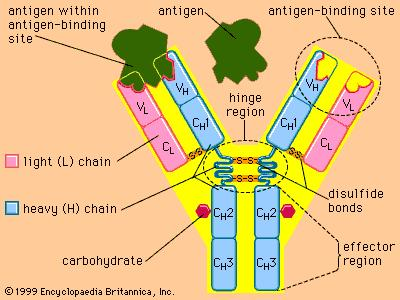 antigen within
antigen-binding
site
antigen
antigen-binding site
hinge
region
VL
VH
CH1
CL
VH
VL
CH1
CL
S-S
S-S
S-S
S-S
light (L) chain
heavy (H) chain
disulfide
bonds
CH2
CH2
carbohydrate
effector
region
CH3
CH3
© 1999 Encyclopaedia Britannica, Inc.